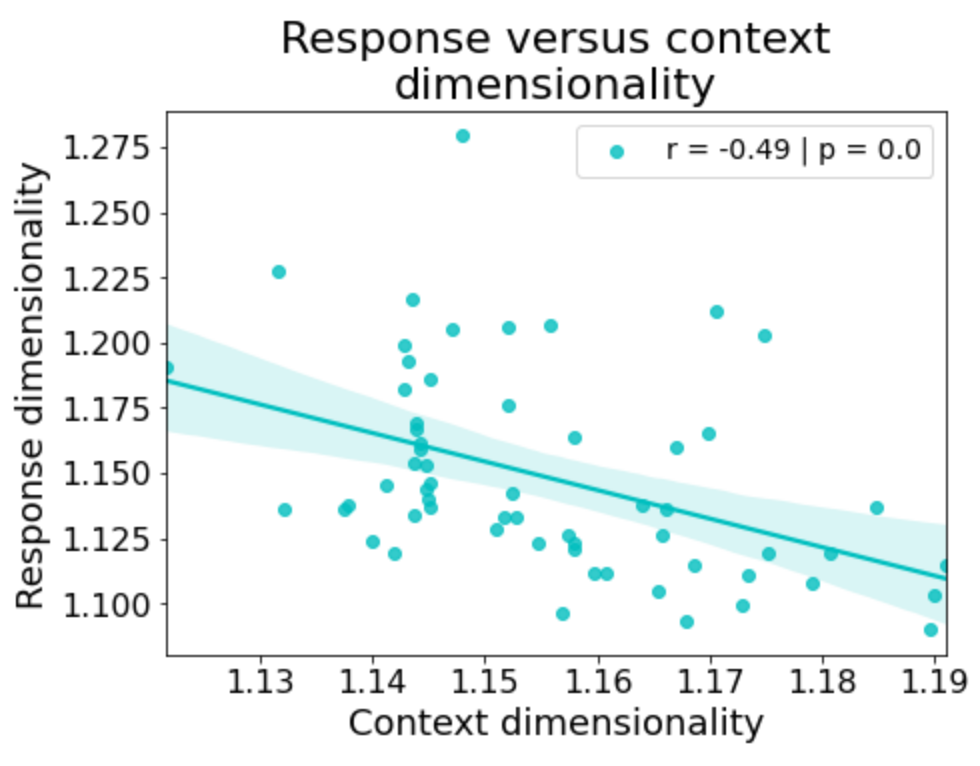 Response versus context
dimensionality
r = -0.49 | p = 0.0
Response dimensionality
1.275
1.250
1.225
1.200
1.175
1.150
1.125
1.100
1.13 1.14 1.15 1.16 1.17 1.18 1.19
Context dimensionality